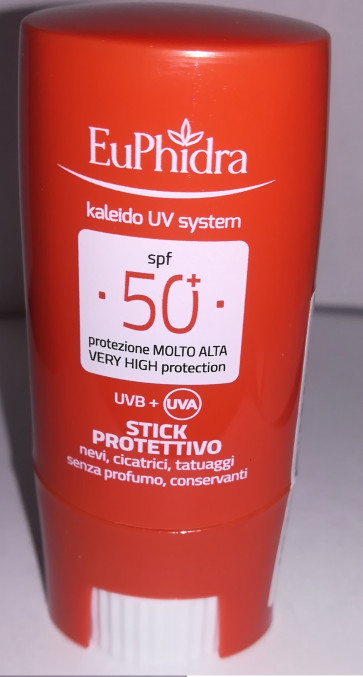 EuPhidra
kaleido UV system
spf
· 50+ ·
protezione MOLTO ALTA
VERY HIGH protection
UVB + UVA
STICK
PROTETTIVO
nevi, cicatrici, tatuaggi
senza profumo, conservanti